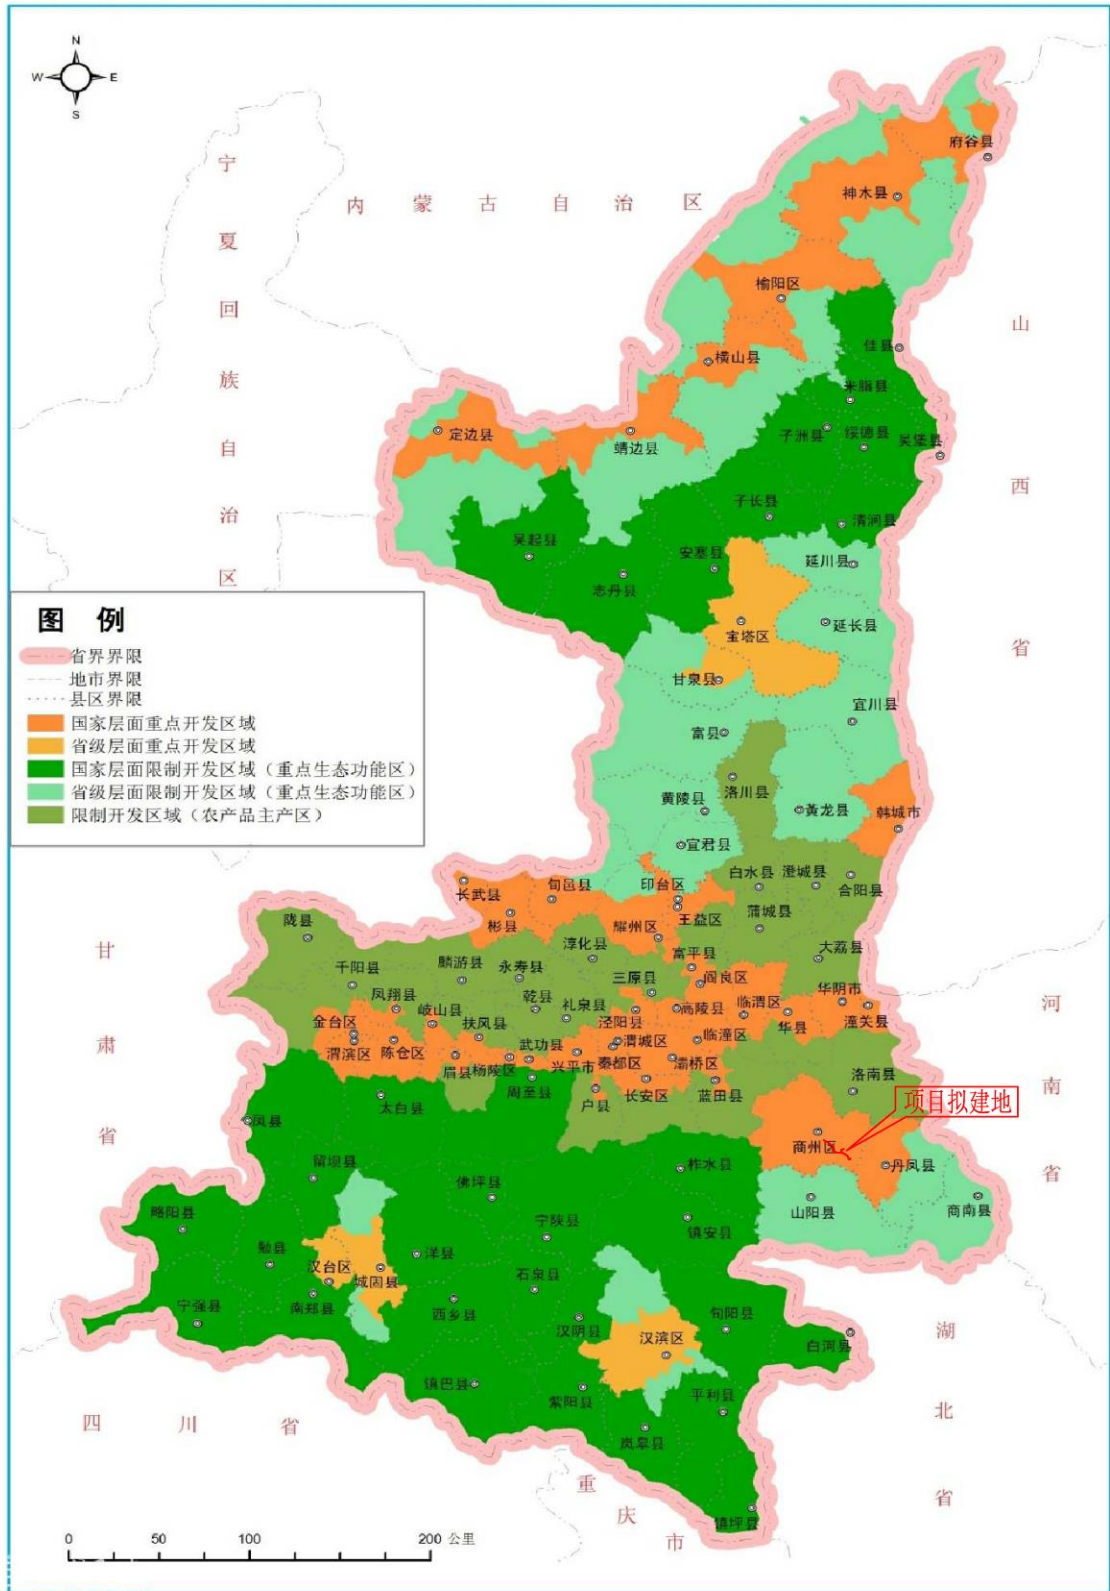 N
W
E
S
宁夏回族自治区
内蒙古自治区
山西省
府谷县
神木县
榆阳区
佳县
横山县
米脂县
定边县
靖边县
子洲县
绥德县
吴堡县
子长县
清涧县
吴起县
安塞县
延川县
志丹县
宝塔区
延长县
甘泉县
宜川县
富县
洛川县
黄陵县
黄龙县
韩城市
宜君县
图 例
省界界限
地市界限
县区界限
国家层面重点开发区域
省级层面重点开发区域
国家层面限制开发区域（重点生态功能区）
省级层面限制开发区域（重点生态功能区）
限制开发区域（农产品主产区）
长武县
旬邑县
印台区
白水县
澄城县
合阳县
彬县
王益区
蒲城县
陇县
耀州区
淳化县
大荔县
千阳县
麟游县
永寿县
三原县
富平县
阎良区
华阴市
凤翔县
岐山县
乾县
礼泉县
泾阳县
高陵县
临渭区
潼关县
金台区
扶风县
华县
渭滨区
陈仓区
武功县
渭城区
临潼区
眉县
杨陵区
兴平市
秦都区
灞桥区
周至县
户县
长安区
蓝田县
洛南县
太白县
凤县
项目拟建地
商州区
丹凤县
留坝县
佛坪县
柞水县
略阳县
山阳县
商南县
宁陕县
镇安县
勉县
洋县
汉台区
城固县
石泉县
宁强县
南郑县
西乡县
汉阴县
旬阳县
汉滨区
白河县
镇巴县
紫阳县
平利县
岚皋县
镇坪县
甘肃省
河南省
湖北省
四川省
重庆市
0 50 100 200 公里